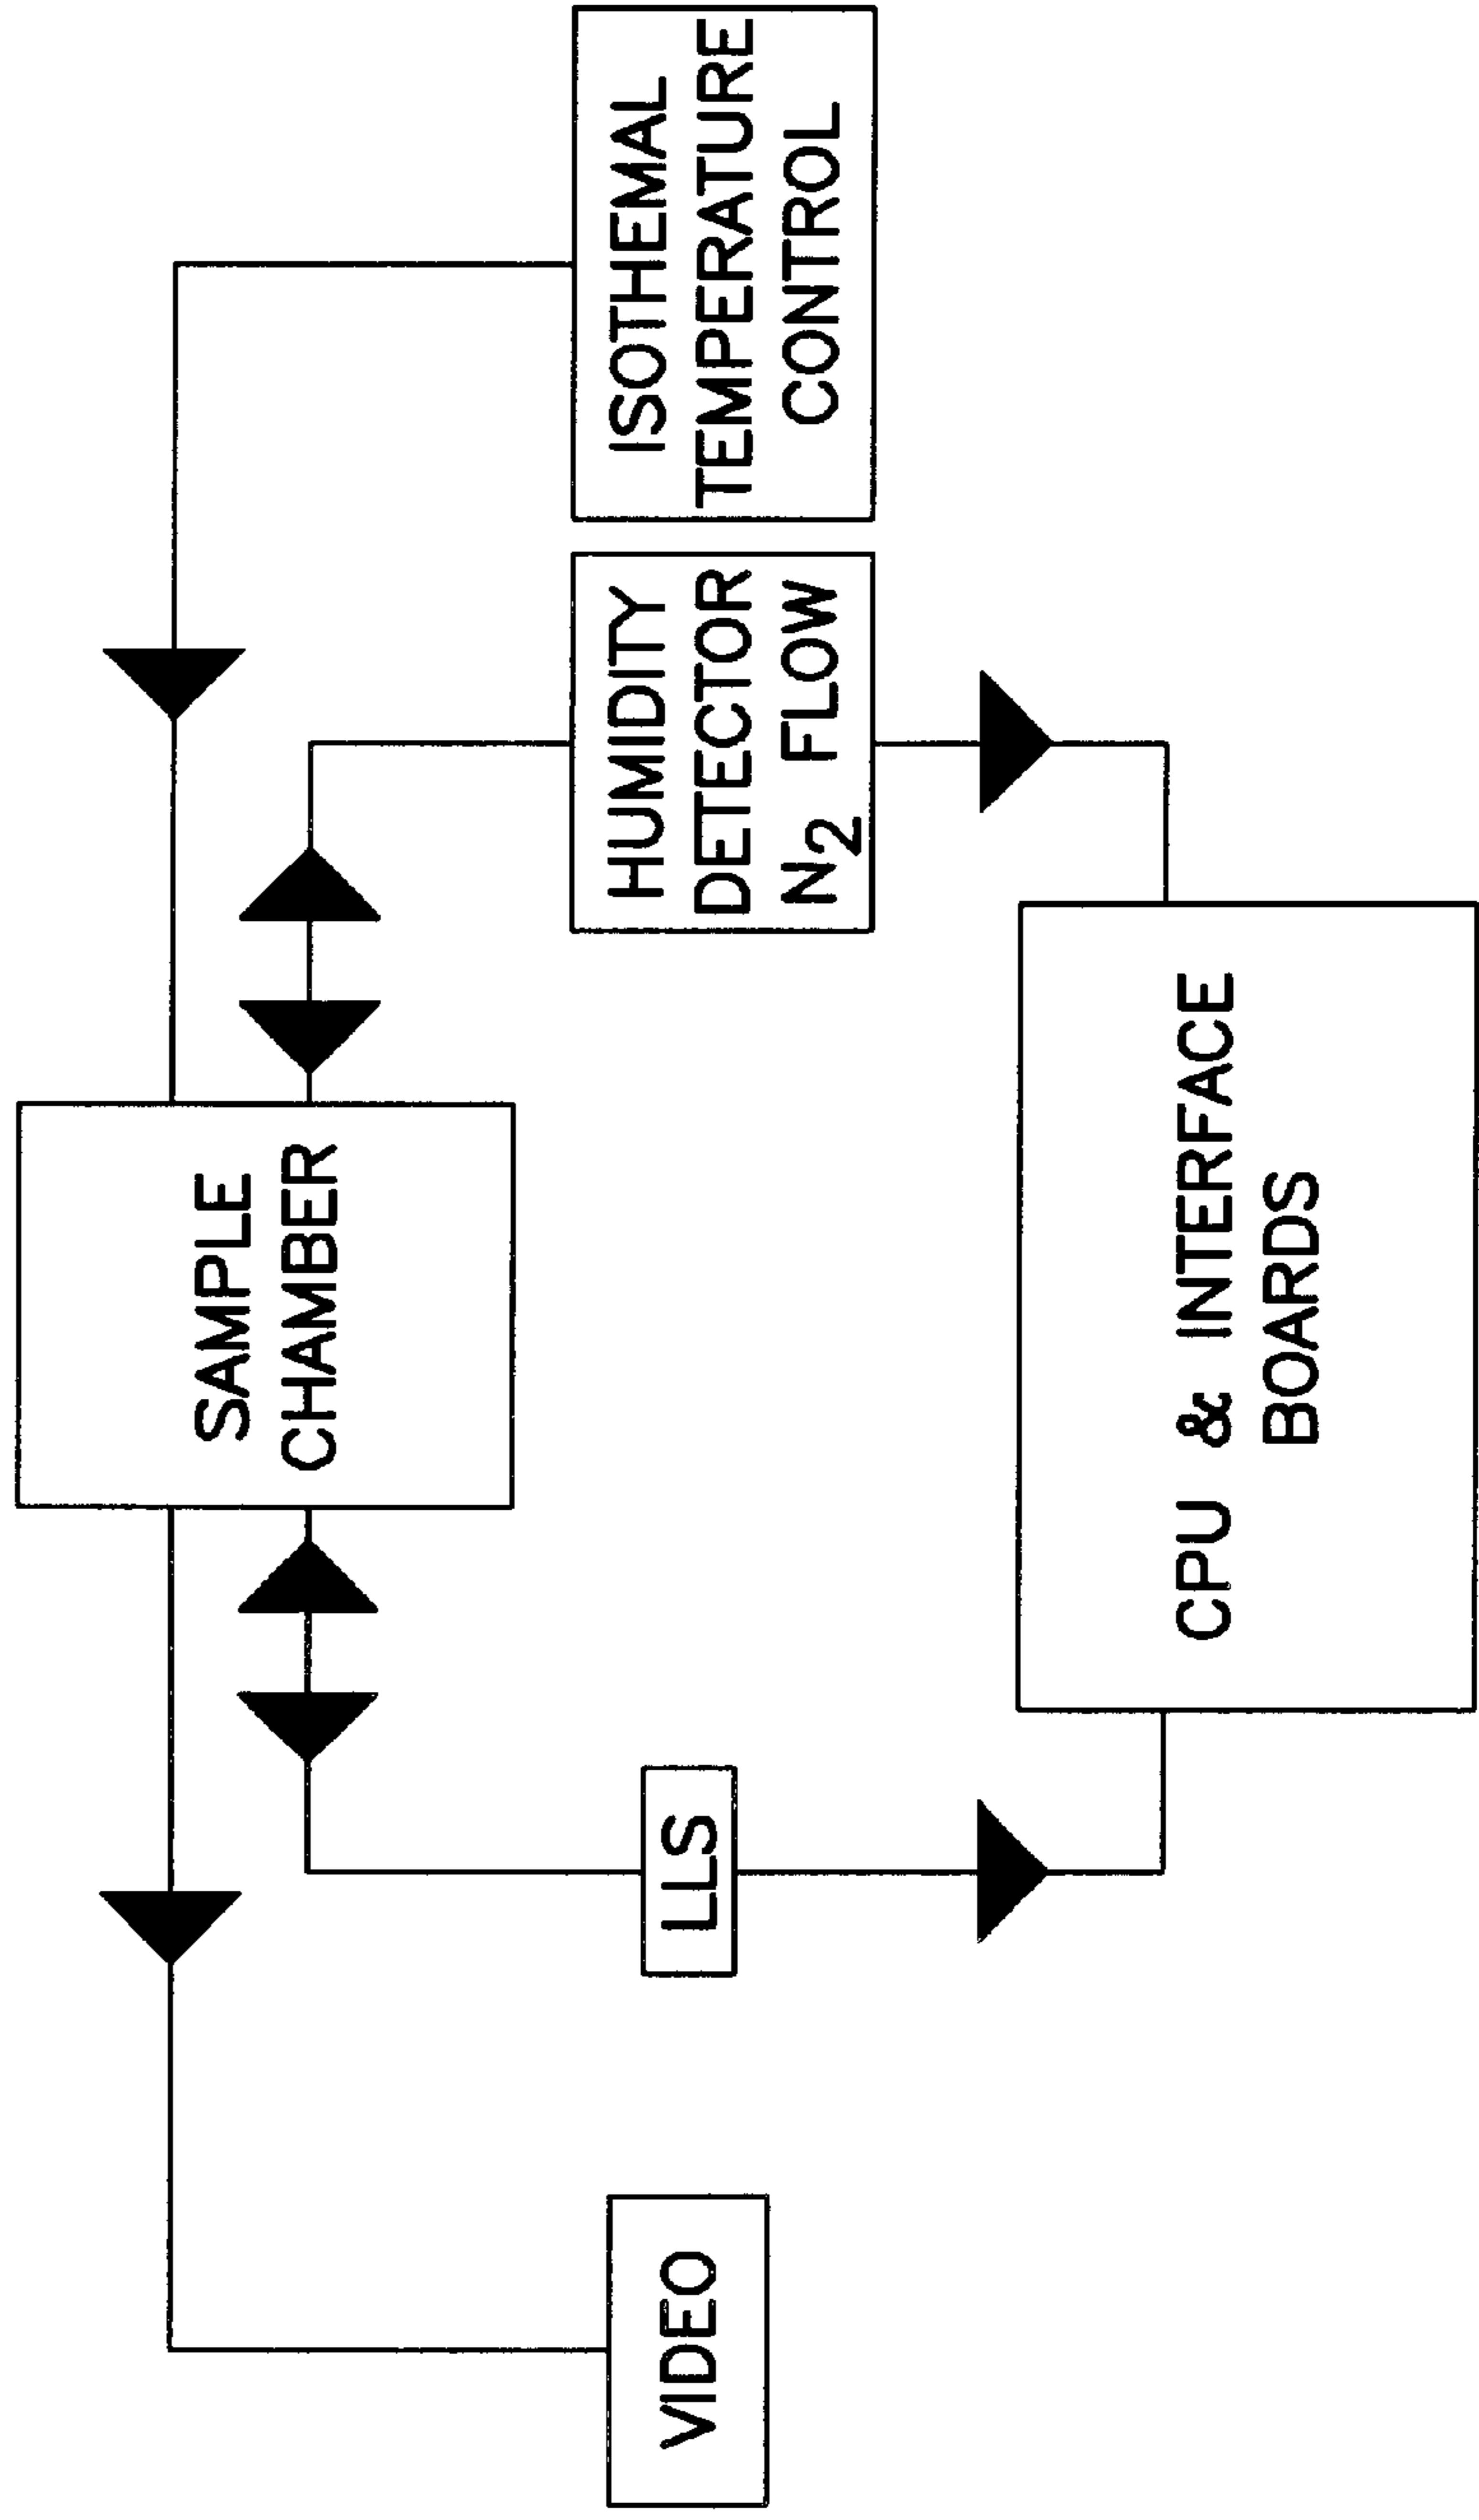 SAMPLE
CHAMBER
VIDEO
LLS
HUMIDITY
DETECTOR
N2 FLOW
ISOTHEMAL
TEMPERATURE
CONTROL
CPU & INTERFACE
BOARDS